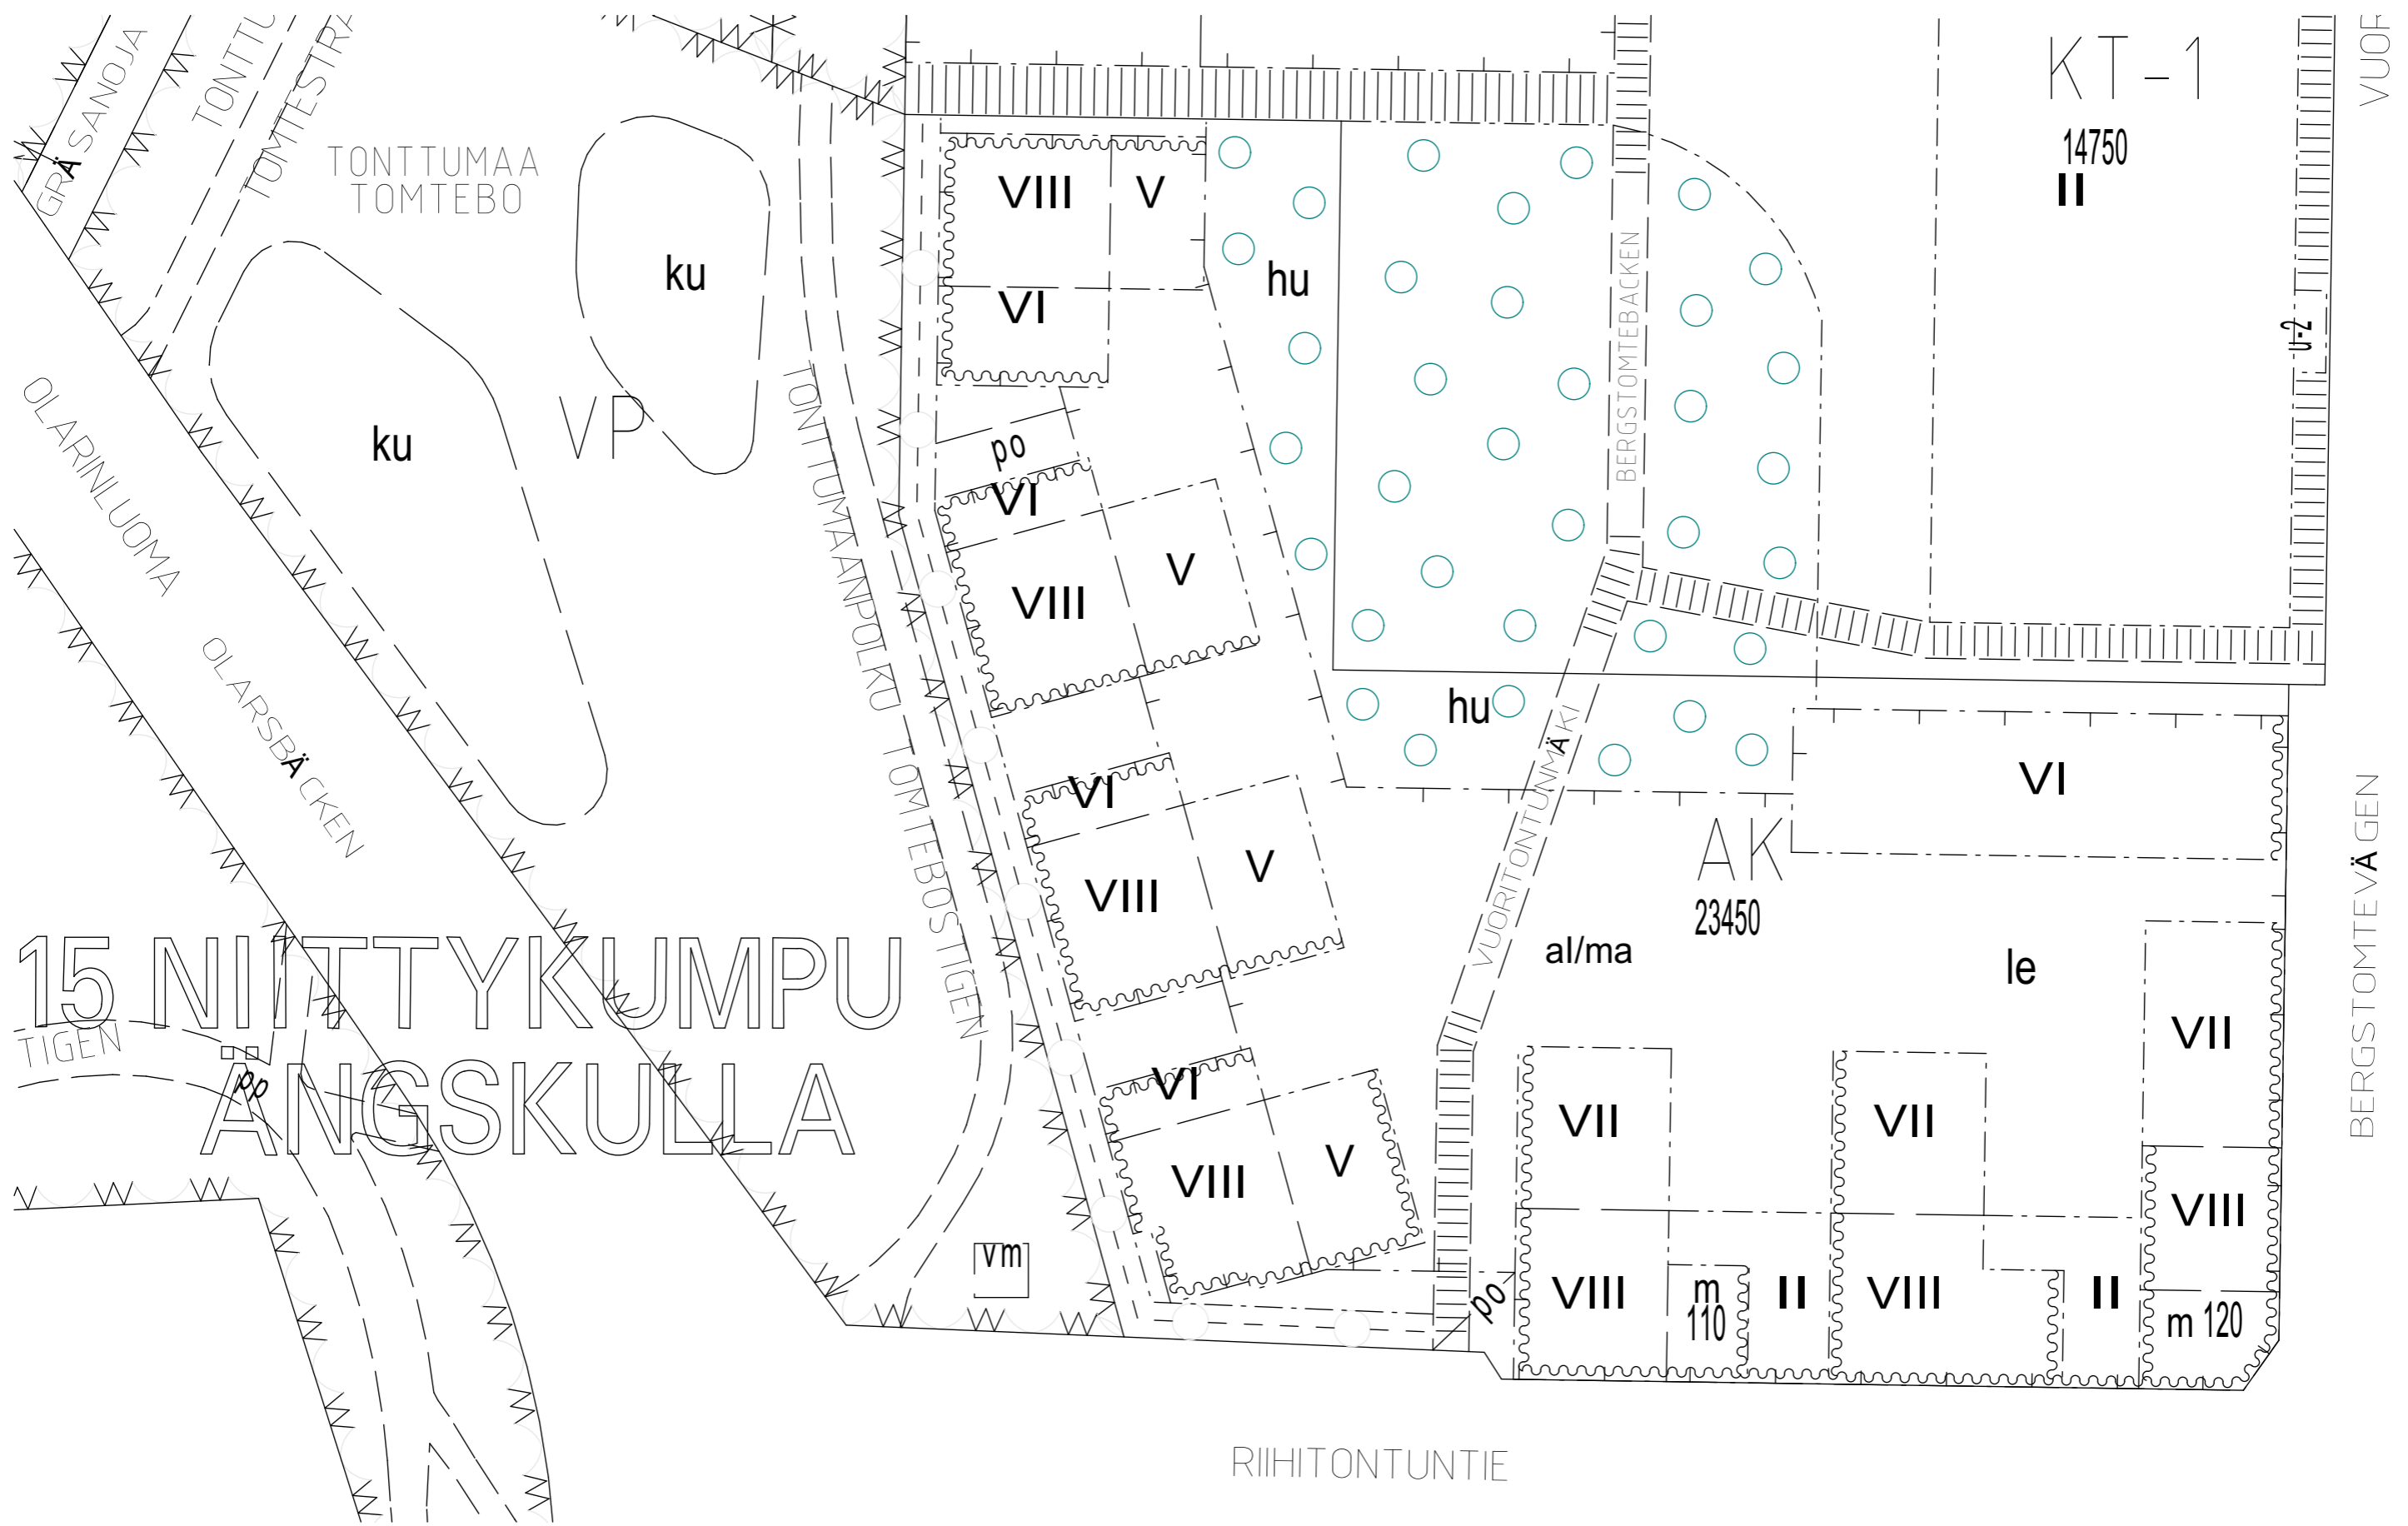 GRÄSANOJA
TONTTU
TOMTESTRÄ
TONTTUMAA
TOMTEBO
ku
ku
VP
OLARINLUOMA
OLARSBÄCKEN
TONTTUMAANPOLKU
TOMTEBOSTIGEN
15 NIITTYKUMPU
ÄNGSKULLA
TIGEN
pp
vm
VIII
V
VI
po
VI
VIII
V
VI
VIII
V
VI
VIII
V
hu
hu
BERGSTOMTEBACKEN
VUORITONTUNMÄKI
KT-1
14750
II
u-2
VUOR
AK
23450
al/ma
le
VI
VII
VII
VII
VIII
VIII
m
110
II
VIII
II
m 120
po
BERGSTOMTEVÄGEN
RIIHITONTUNTIE